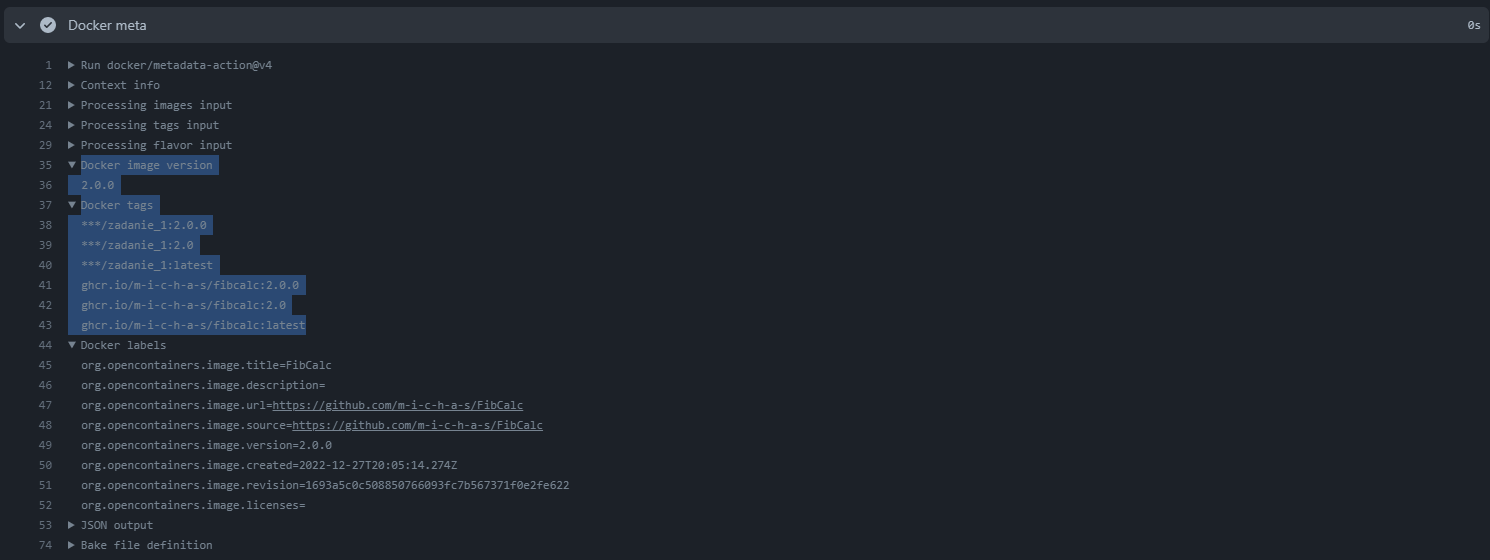 Docker meta
0s
1 Run docker/metadata-action@v4
12 Context info
21 Processing images input
24 Processing tags input
29 Processing flavor input
35 Docker image version
36 2.0.0
37 Docker tags
38 ***/zadanie_1:2.0.0
39 ***/zadanie_1:2.0
40 ***/zadanie_1:latest
41 ghcr.io/m-i-c-h-a-s/fibcalc:2.0.0
42 ghcr.io/m-i-c-h-a-s/fibcalc:2.0
43 ghcr.io/m-i-c-h-a-s/fibcalc:latest
44 Docker labels
45 org.opencontainers.image.title=FibCalc
46 org.opencontainers.image.description=
47 org.opencontainers.image.url=https://github.com/m-i-c-h-a-s/FibCalc
48 org.opencontainers.image.source=https://github.com/m-i-c-h-a-s/FibCalc
49 org.opencontainers.image.version=2.0.0
50 org.opencontainers.image.created=2022-12-27T20:05:14.274Z
51 org.opencontainers.image.revision=1693a5c0c508850766093fc7b567371f0e2fe622
52 org.opencontainers.image.licenses=
53 JSON output
74 Bake file definition